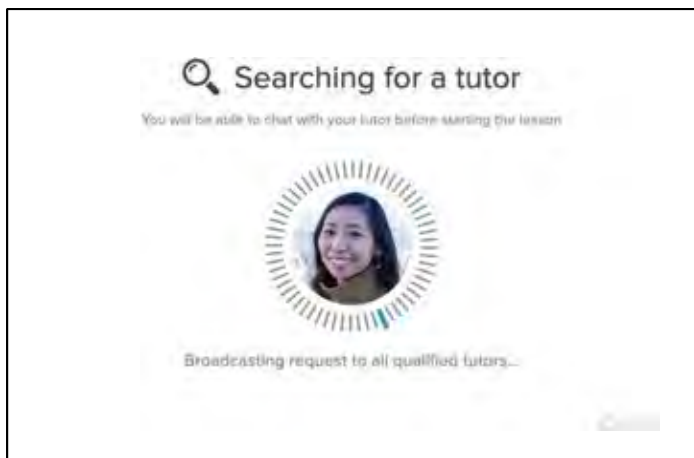 Searching for a tutor
You will be able to chat with your tutor before starting the lesson
Broadcasting request to all qualified tutors...